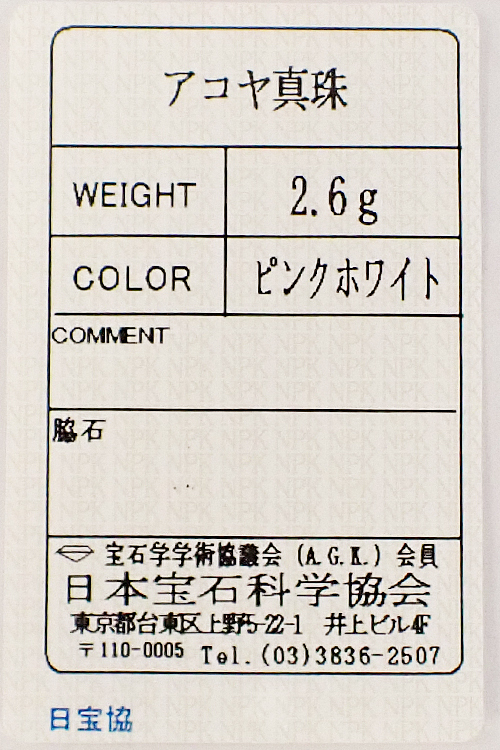 アコヤ真珠
WEIGHT 2.6g
COLOR ピンクホワイト
COMMENT
脇石
宝石学学術協議会 (A.G.K.) 会員
日本宝石科学協会
東京都台東区上野5-22-1 井上ビル4F
〒110-0005 Tel.(03)3836-2507
日宝協